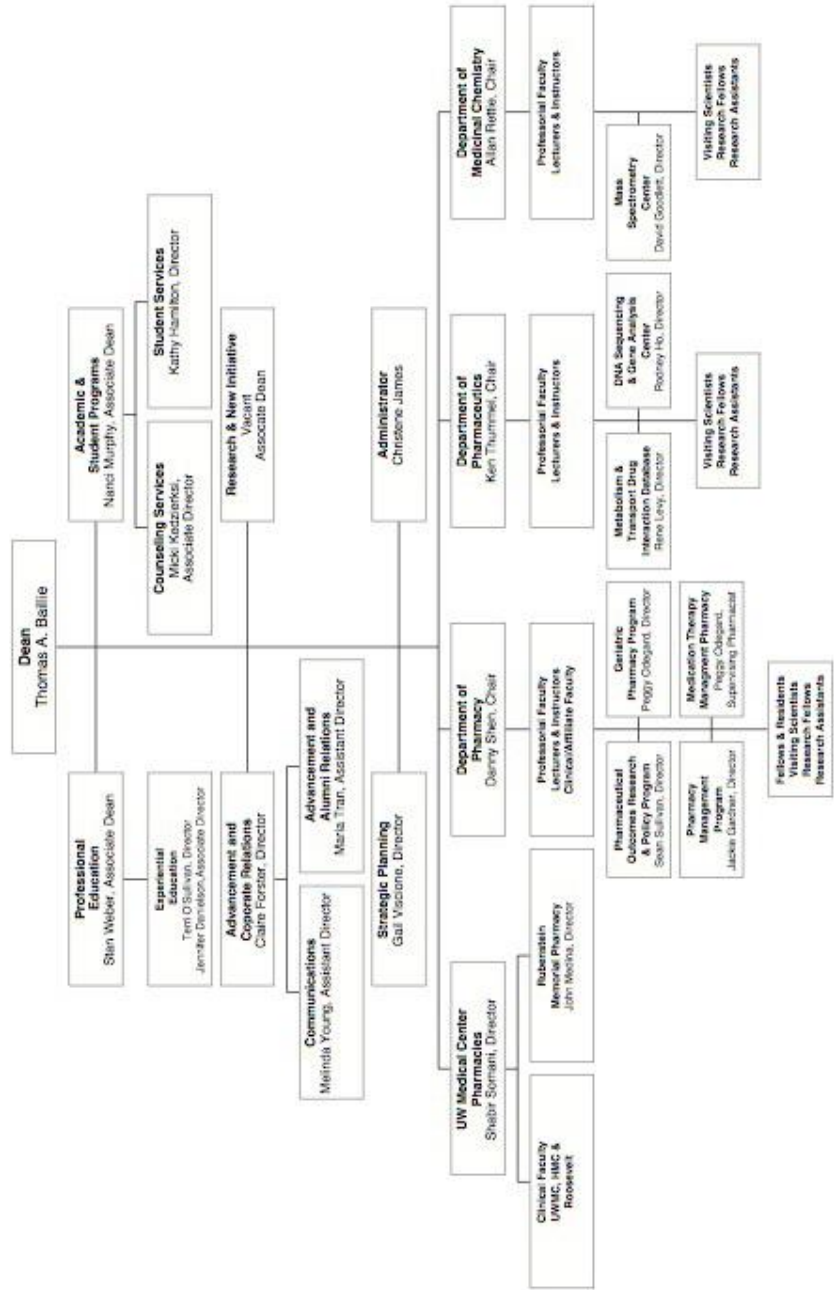 Dean
Thomas A. Baillie
Professional
Education
Stan Weber, Associate Dean
Academic &
Student Programs
Nanci Murphy, Associate Dean
Experiential
Education
Terri O'Sullivan, Director
Jennifer Danielson, Associate Director
Counseling Services
Micki Kedzierksi,
Associate Director
Student Services
Kathy Hamilton, Director
Advancement and
Coporate Relations
Claire Forster, Director
Research & New Initiative
Vacant
Assocate Dean
Communications
Melinda Young, Assistant Director
Advancement and
Alumni Relations
Maria Tran, Assistant Director
Strategic Planning
Gail Viscione, Director
Administrator
Christene James
UW Medical Center
Pharmacies
Shabir Somani, Director
Department of
Pharmacy
Danny Shen, Chair
Department of
Pharmaceutics
Ken Thummel, Chair
Department of
Medicinal Chemistry
Allan Rettie, Chair
Clinical Faculty
UWMC, HMC &
Roosevelt
Rubenstein
Memorial Pharmacy
John Medina, Director
Professorial Faculty
Lecturers & Instructors
Clinical/Affiliate Faculty
Professorial Faculty
Lecturers & Instructors
Professorial Faculty
Lecturers & Instructors
Pharmaceutical
Outcomes Research
& Policy Program
Sean Sullivan, Director
Geriatric
Pharmacy Program
Peggy Odegard, Director
Metabolism &
Transport Drug
Interaction Database
Rene Levy, Director
DNA Sequencing
& Gene Analysis
Center
Rodney Ho, Director
Mass
Spectrometry
Center
David Goodlett, Director
Pharmacy
Management
Program
Jackie Gardner, Director
Medication Therapy
Managment Pharmacy
Peggy Odegard,
Supervising Pharmacist
Visiting Scientists
Research Fellows
Research Assistants
Visiting Scientists
Research Fellows
Research Assistants
Fellows & Residents
Visiting Scientists
Research Fellows
Research Assistants